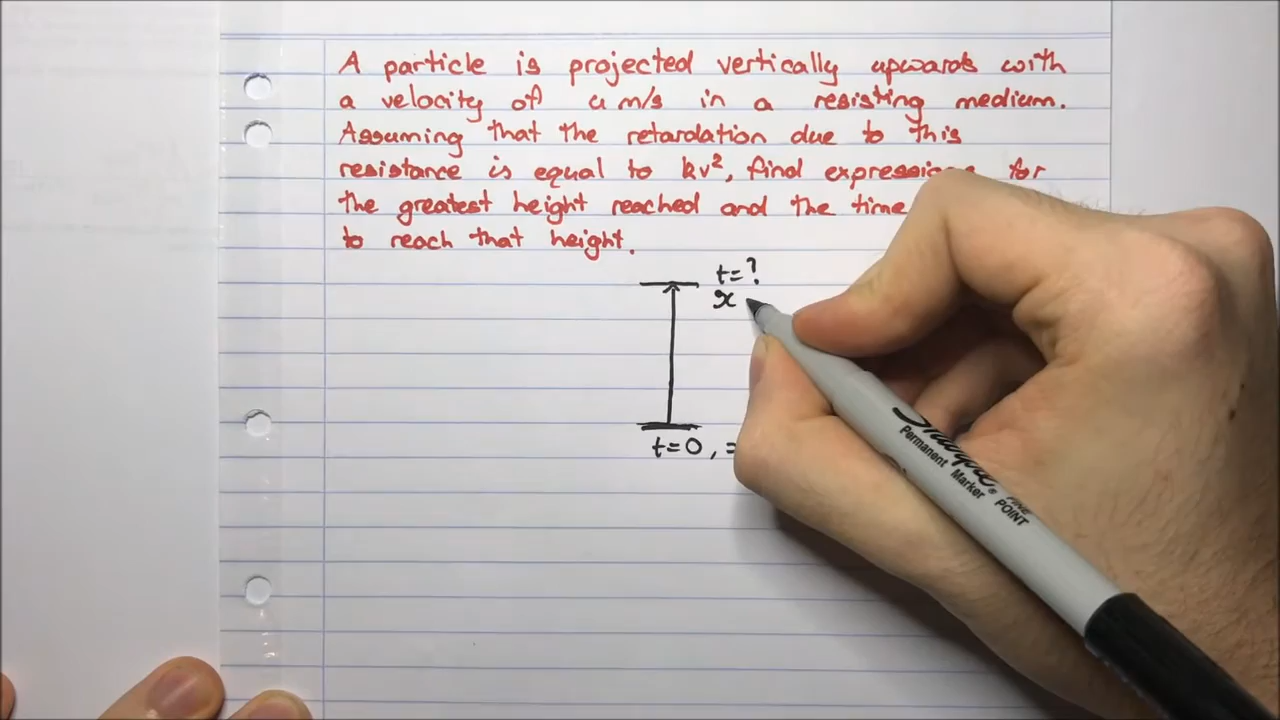 A particle is projected vertically upwards with
a velocity of u m/s in a resisting medium.
Assuming that the retardation due to this
resistance is equal to kv², find expressions for
the greatest height reached and the time
to reach that height.
t=?
x
t=0, =
Sharpie
Permanent Marker
FINE POINT